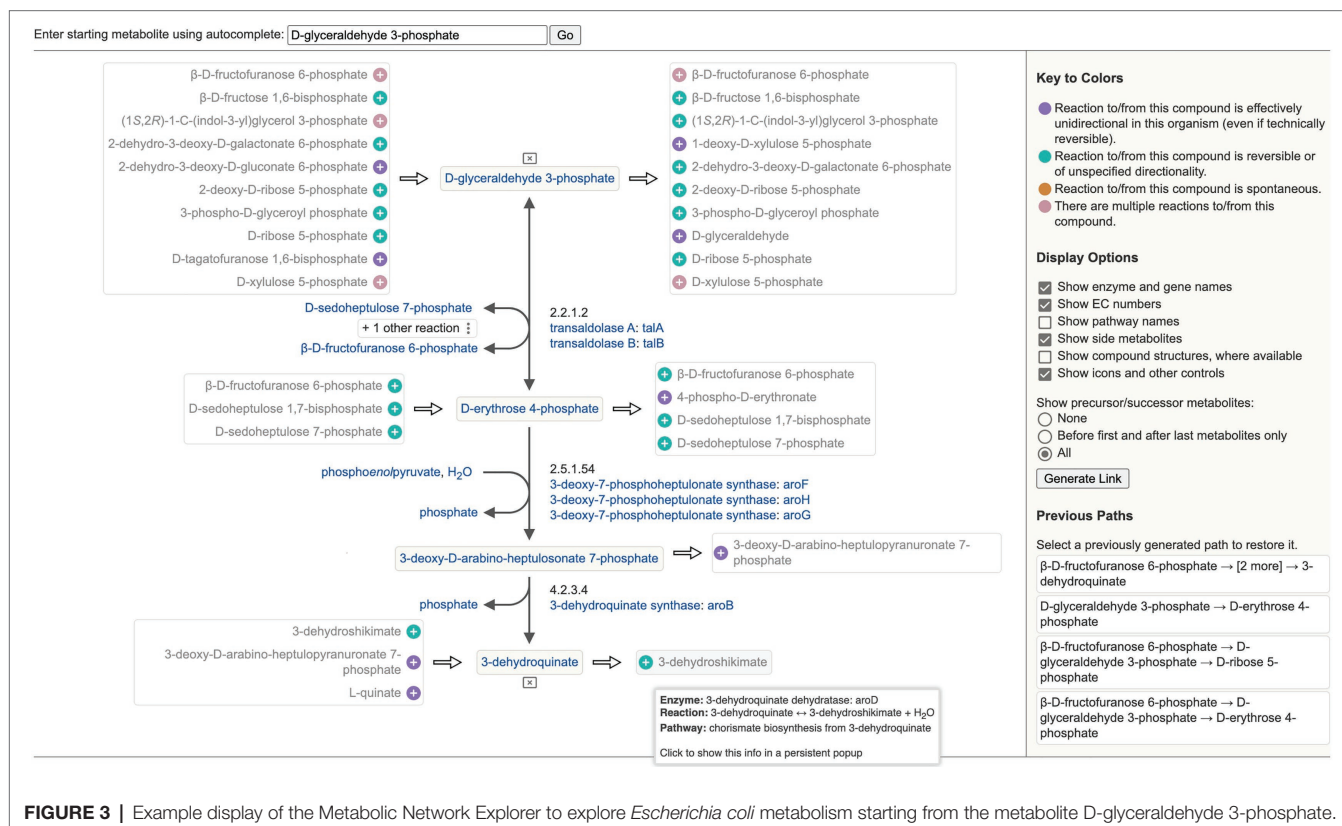 Enter starting metabolite using autocomplete: D-glyceraldehyde 3-phosphate Go
β-D-fructofuranose 6-phosphate
β-D-fructose 1,6-bisphosphate
(1S,2R)-1-C-(indol-3-yl)glycerol 3-phosphate
2-dehydro-3-deoxy-D-galactonate 6-phosphate
2-dehydro-3-deoxy-D-gluconate 6-phosphate
2-deoxy-D-ribose 5-phosphate
3-phospho-D-glyceroyl phosphate
D-ribose 5-phosphate
D-tagatofuranose 1,6-bisphosphate
D-xylulose 5-phosphate
D-glyceraldehyde 3-phosphate
β-D-fructofuranose 6-phosphate
β-D-fructose 1,6-bisphosphate
(1S,2R)-1-C-(indol-3-yl)glycerol 3-phosphate
1-deoxy-D-xylulose 5-phosphate
2-dehydro-3-deoxy-D-galactonate 6-phosphate
2-deoxy-D-ribose 5-phosphate
3-phospho-D-glyceroyl phosphate
D-glyceraldehyde
D-ribose 5-phosphate
D-xylulose 5-phosphate
D-sedoheptulose 7-phosphate
+ 1 other reaction
β-D-fructofuranose 6-phosphate
2.2.1.2
transaldolase A: talA
transaldolase B: talB
β-D-fructofuranose 6-phosphate
D-sedoheptulose 1,7-bisphosphate
D-sedoheptulose 7-phosphate
D-erythrose 4-phosphate
β-D-fructofuranose 6-phosphate
4-phospho-D-erythronate
D-sedoheptulose 1,7-bisphosphate
D-sedoheptulose 7-phosphate
phosphoenolpyruvate, H2O
phosphate
2.5.1.54
3-deoxy-7-phosphoheptulonate synthase: aroF
3-deoxy-7-phosphoheptulonate synthase: aroH
3-deoxy-7-phosphoheptulonate synthase: aroG
3-deoxy-D-arabino-heptulosonate 7-phosphate
3-deoxy-D-arabino-heptulopyranuronate 7-
phosphate
phosphate
4.2.3.4
3-dehydroquinate synthase: aroB
3-dehydroshikimate
3-deoxy-D-arabino-heptulopyranuronate 7-
phosphate
L-quinate
3-dehydroquinate
3-dehydroshikimate
Enzyme: 3-dehydroquinate dehydratase: aroD
Reaction: 3-dehydroquinate ↔ 3-dehydroshikimate + H2O
Pathway: chorismate biosynthesis from 3-dehydroquinate
Click to show this info in a persistent popup
Key to Colors
Reaction to/from this compound is effectively
unidirectional in this organism (even if technically
reversible).
Reaction to/from this compound is reversible or
of unspecified directionality.
Reaction to/from this compound is spontaneous.
There are multiple reactions to/from this
compound.
Display Options
Show enzyme and gene names
Show EC numbers
Show pathway names
Show side metabolites
Show compound structures, where available
Show icons and other controls
Show precursor/successor metabolites:
None
Before first and after last metabolites only
All
Generate Link
Previous Paths
Select a previously generated path to restore it.
β-D-fructofuranose 6-phosphate → [2 more] → 3-
dehydroquinate
D-glyceraldehyde 3-phosphate → D-erythrose 4-
phosphate
β-D-fructofuranose 6-phosphate → D-
glyceraldehyde 3-phosphate → D-ribose 5-
phosphate
β-D-fructofuranose 6-phosphate → D-
glyceraldehyde 3-phosphate → D-erythrose 4-
phosphate
FIGURE 3 | Example display of the Metabolic Network Explorer to explore Escherichia coli metabolism starting from the metabolite D-glyceraldehyde 3-phosphate.